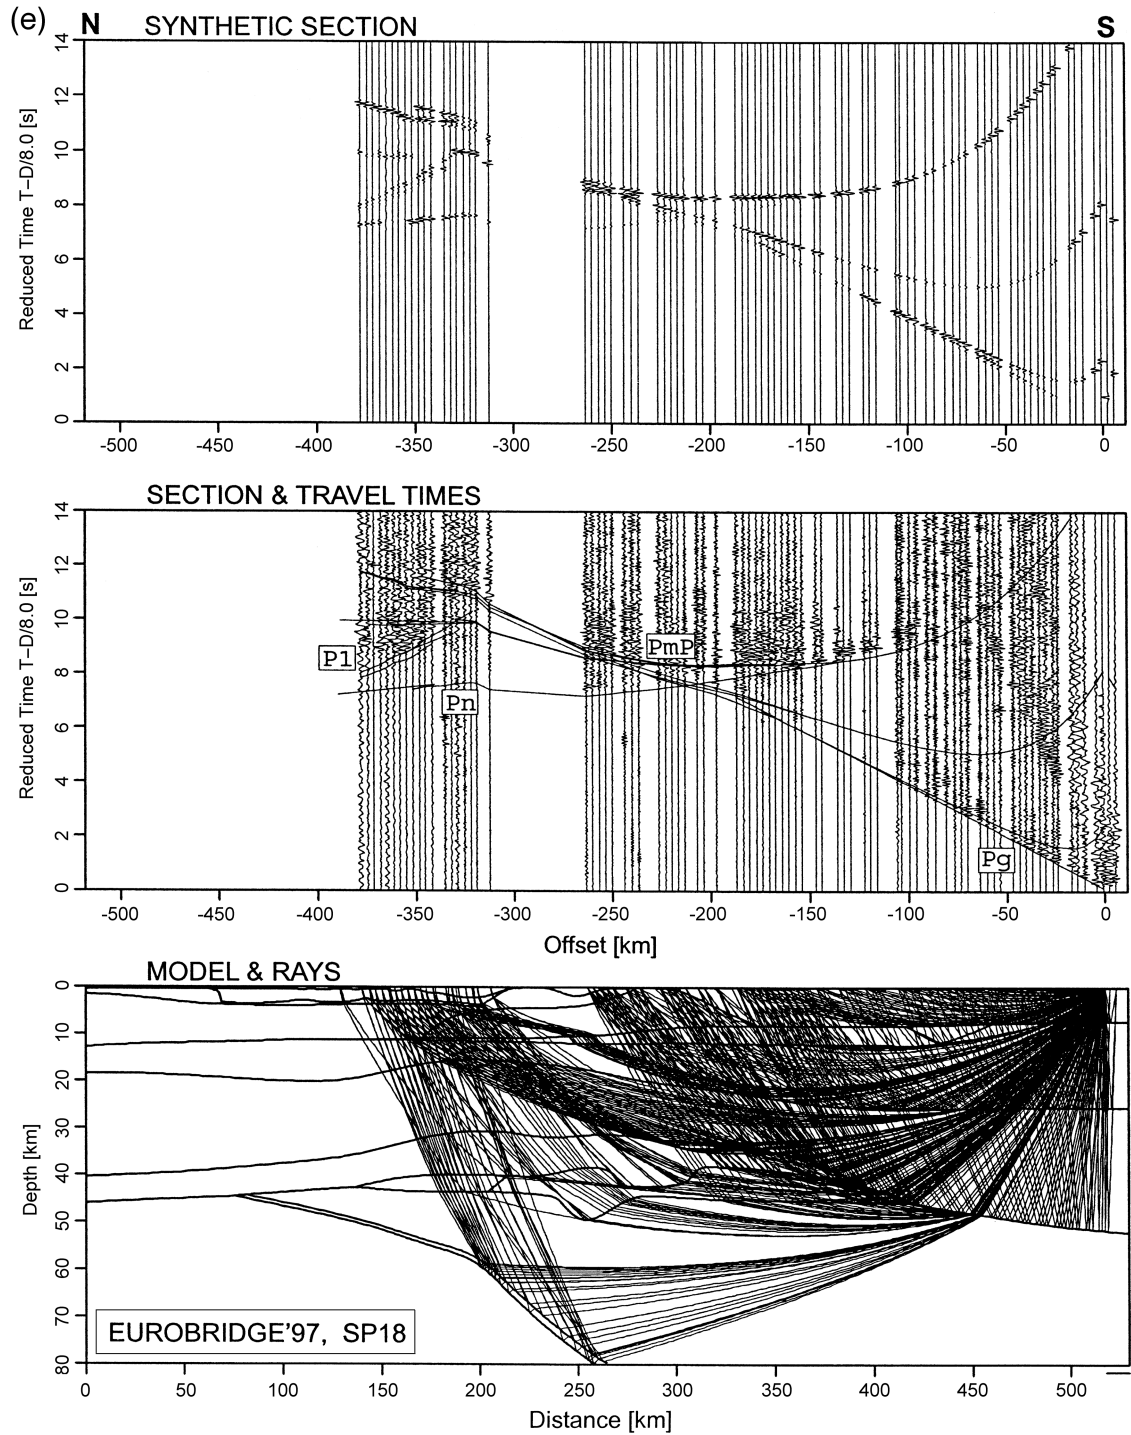 (e) N SYNTHETIC SECTION S
14
12
10
8
6
4
2
0
Reduced Time T−D/8.0 [s]
-500 -450 -400 -350 -300 -250 -200 -150 -100 -50 0
SECTION & TRAVEL TIMES
14
12
10
8
6
4
2
0
Reduced Time T−D/8.0 [s]
PmP
P1
Pn
Pg
-500 -450 -400 -350 -300 -250 -200 -150 -100 -50 0
Offset [km]
MODEL & RAYS
0
10
20
30
40
50
60
70
80
Depth [km]
EUROBRIDGE'97, SP18
0 50 100 150 200 250 300 350 400 450 500
Distance [km]